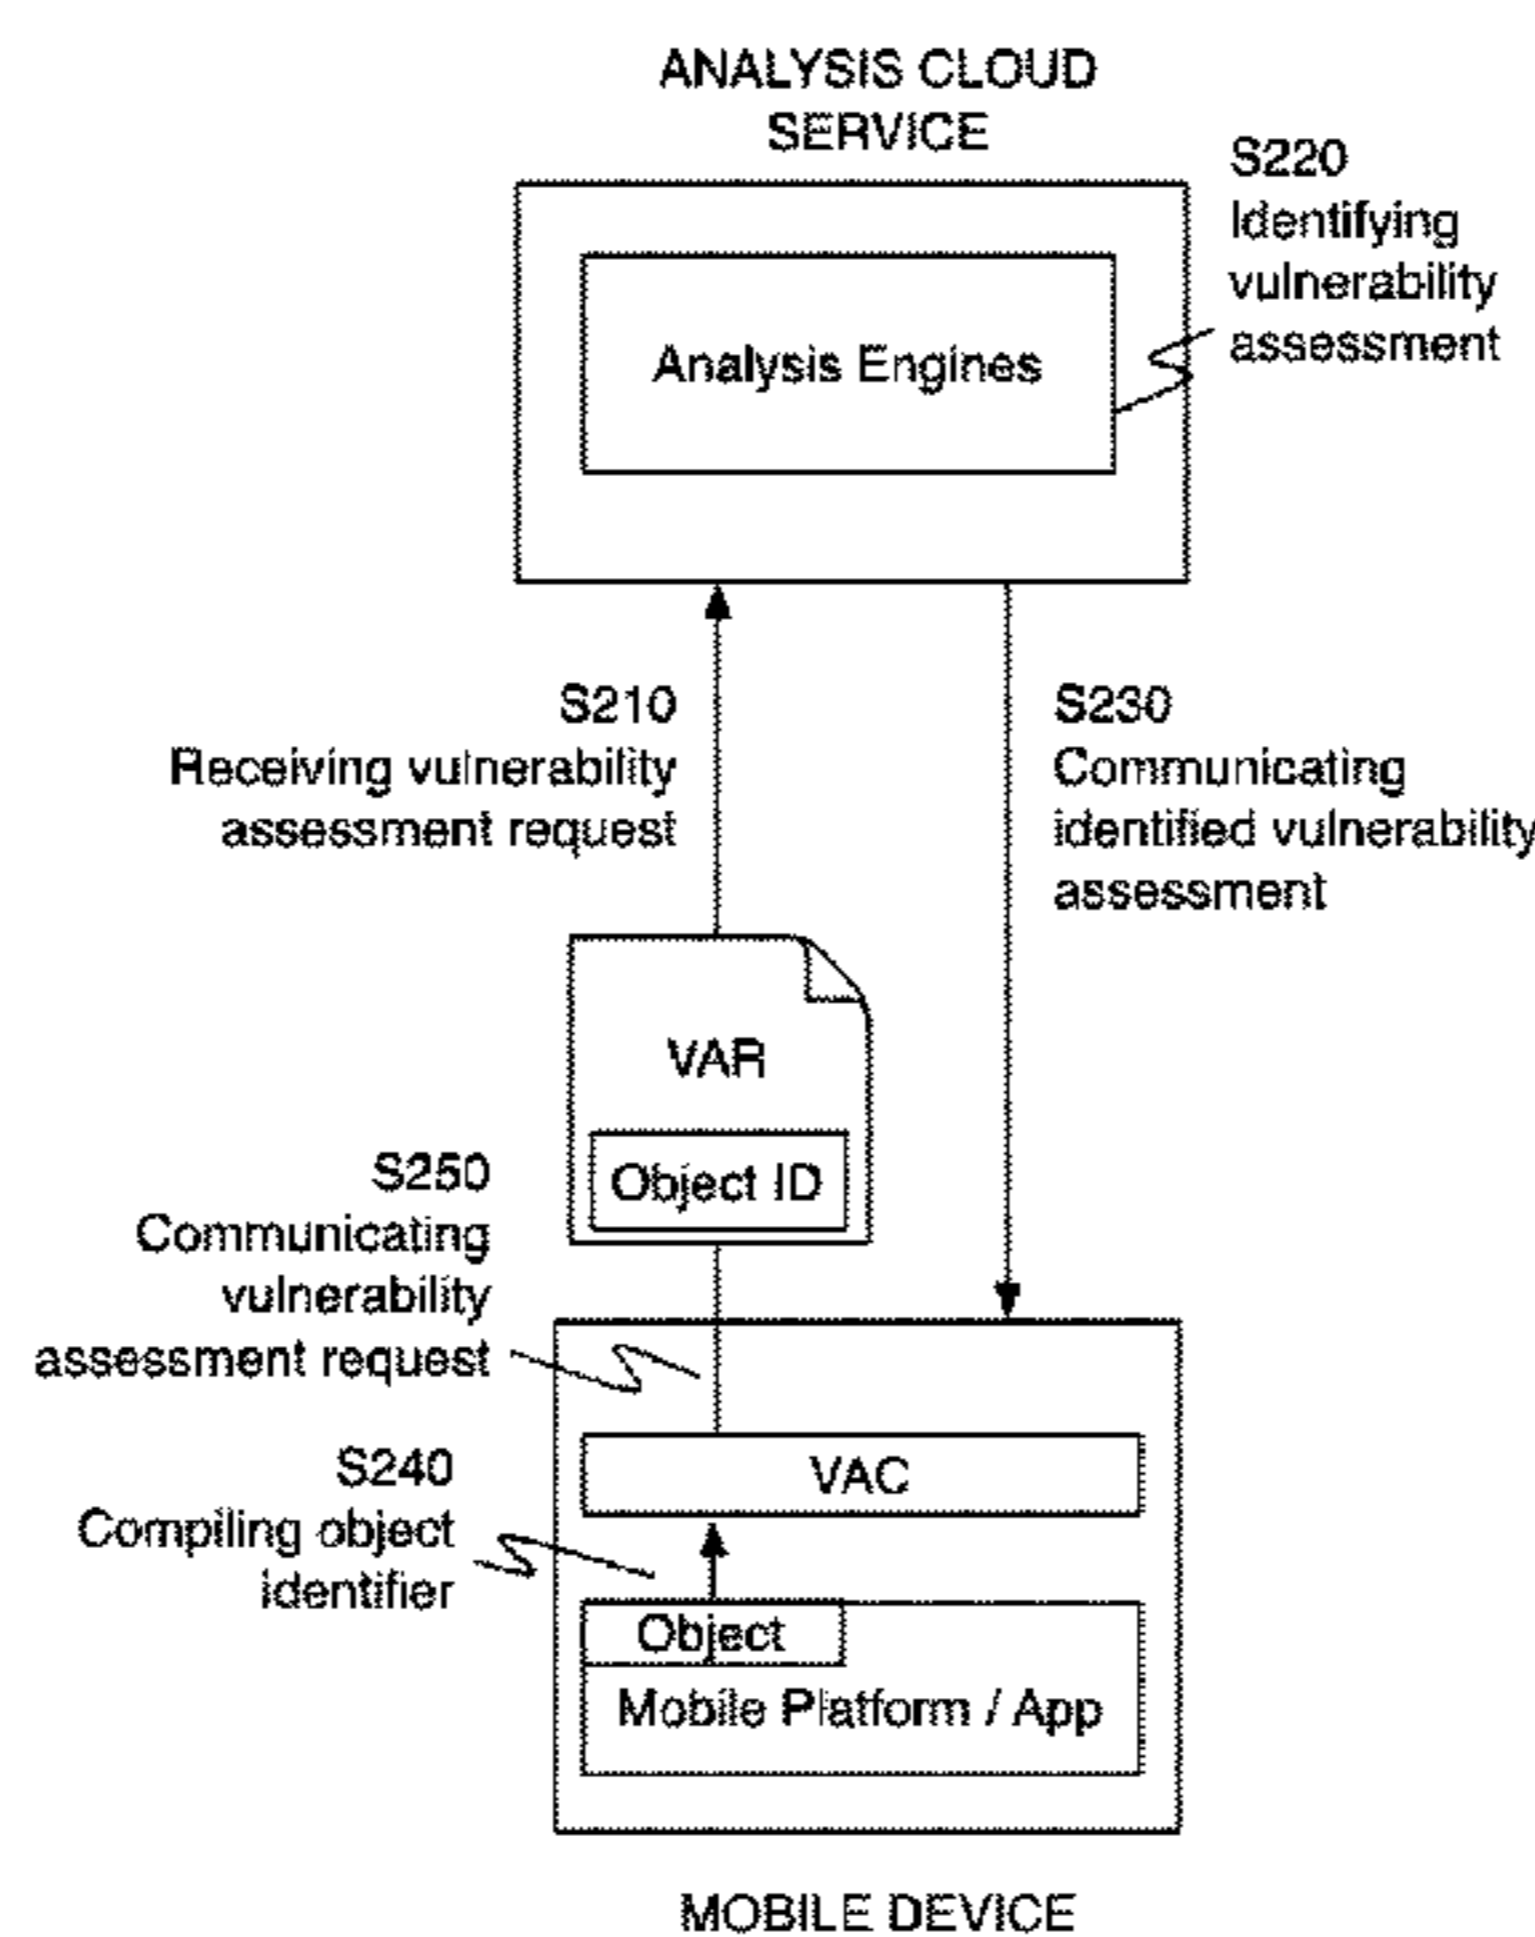 ANALYSIS CLOUD
SERVICE
S220
Identifying
vulnerability
assessment
Analysis Engines
S210
Receiving vulnerability
assessment request
S230
Communicating
identified vulnerability
assessment
VAR
Object ID
S250
Communicating
vulnerability
assessment request
VAC
S240
Compiling object
identifier
Object
Mobile Platform / App
MOBILE DEVICE